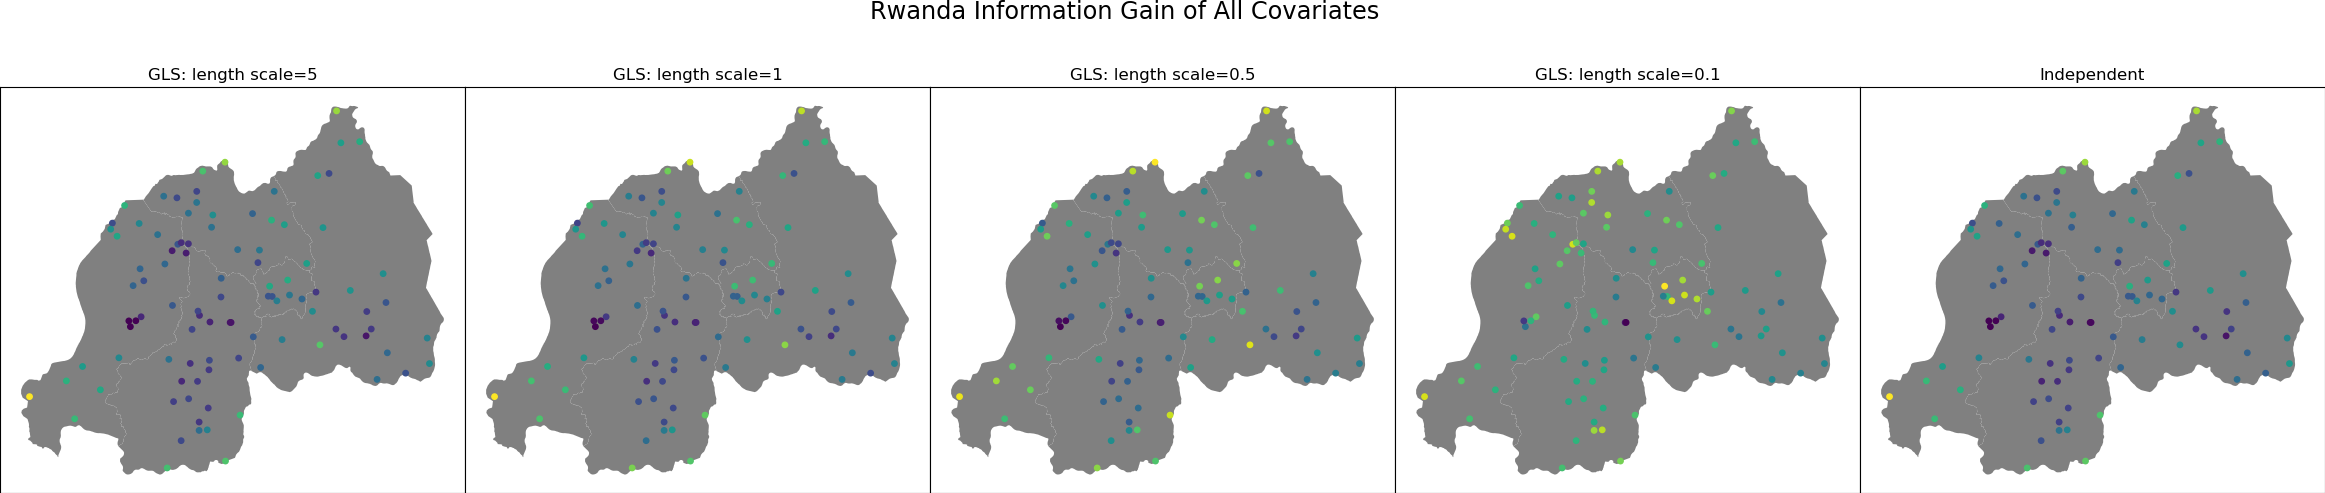 Rwanda Information Gain of All Covariates
GLS: length scale=5
GLS: length scale=1
GLS: length scale=0.5
GLS: length scale=0.1
Independent